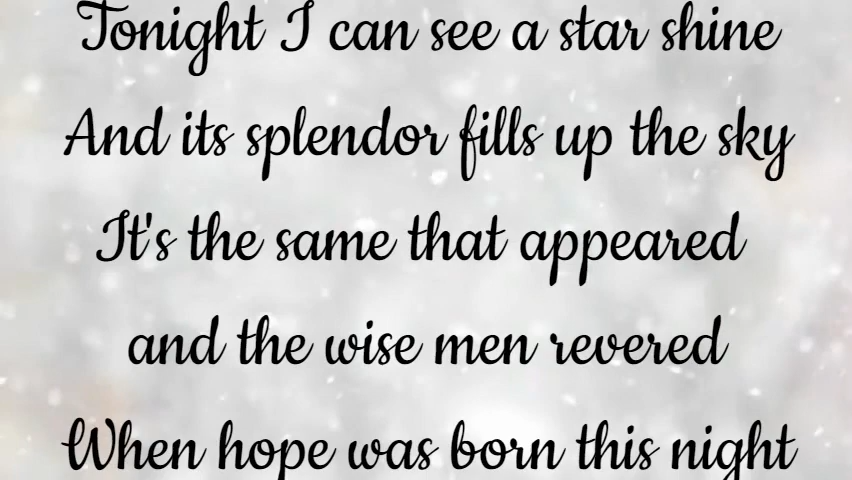 Tonight I can see a star shine
And its splendor fills up the sky
It's the same that appeared
and the wise men revered
When hope was born this night